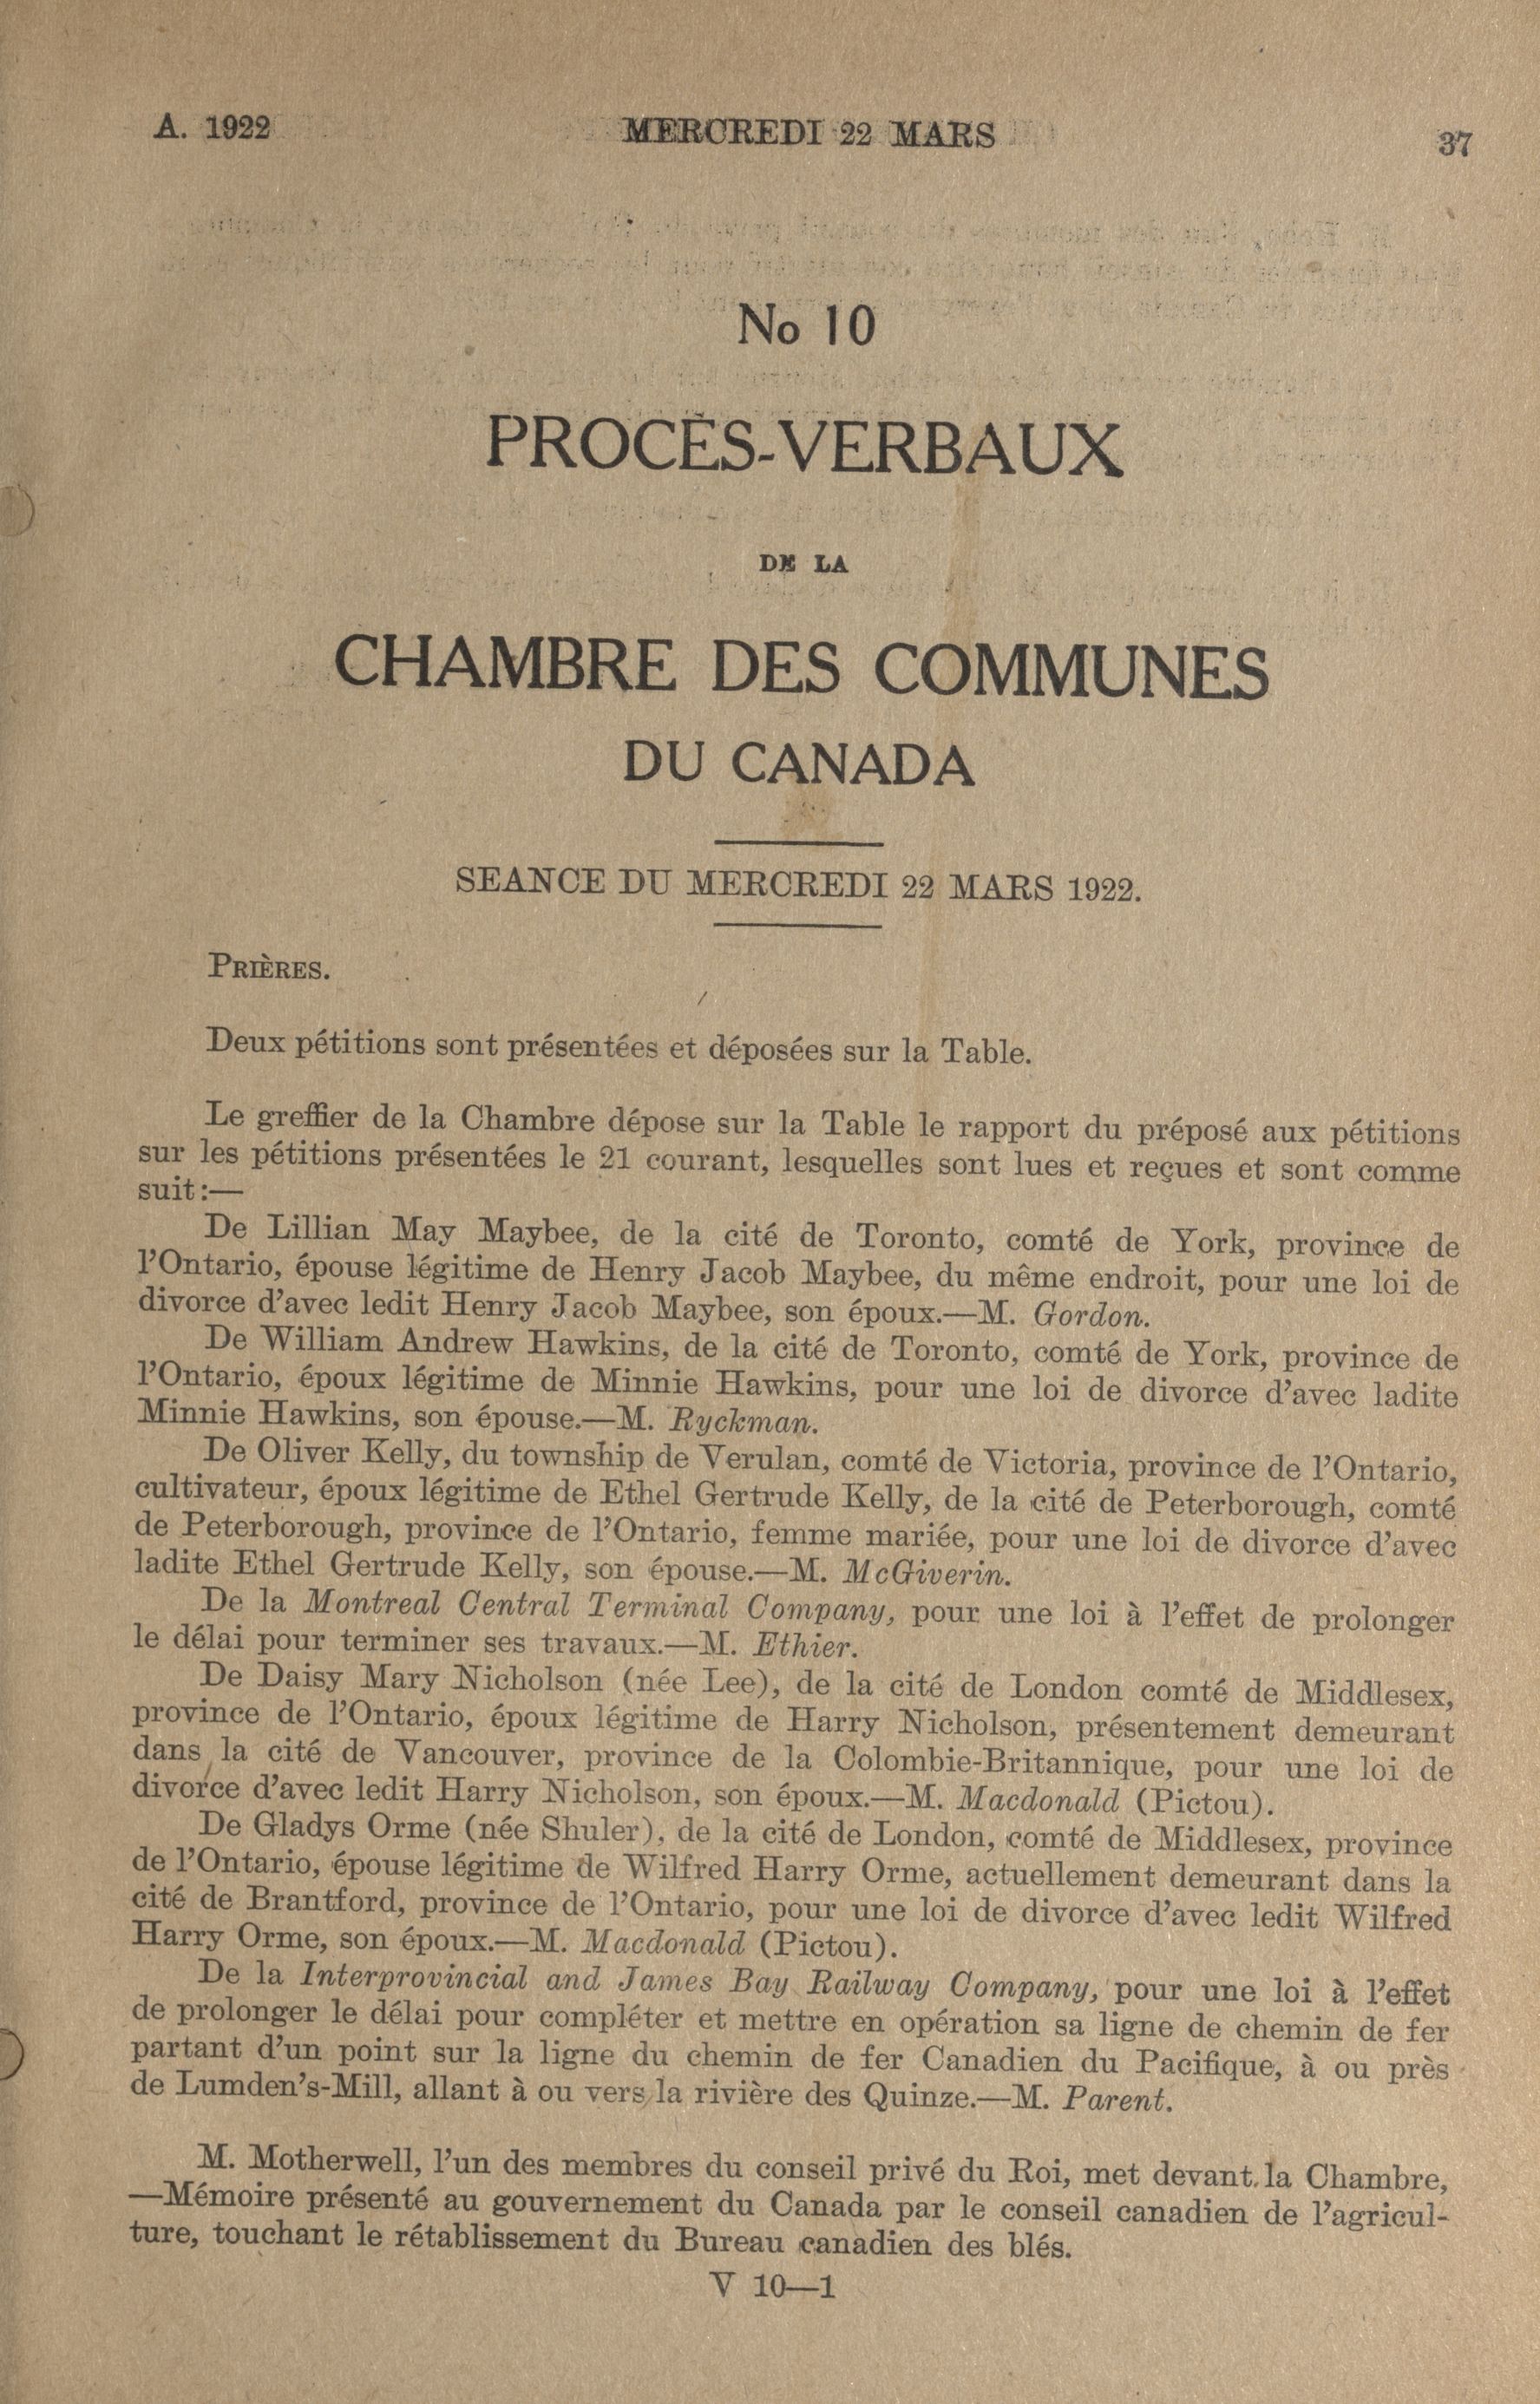 A. 1922 MERCREDI 22 MARS 37
No 10
PROCÈS-VERBAUX
DE LA
CHAMBRE DES COMMUNES
DU CANADA
SEANCE DU MERCREDI 22 MARS 1922.
PRIÈRES.
Deux pétitions sont présentées et déposées sur la Table.
Le greffier de la Chambre dépose sur la Table le rapport du préposé aux pétitions
sur les pétitions présentées le 21 courant, lesquelles sont lues et reçues et sont comme
suit:—
De Lillian May Maybee, de la cité de Toronto, comté de York, province de
l'Ontario, épouse légitime de Henry Jacob Maybee, du même endroit, pour une loi de
divorce d'avec ledit Henry Jacob Maybee, son époux.—M. Gordon.
De William Andrew Hawkins, de la cité de Toronto, comté de York, province de
l'Ontario, époux légitime de Minnie Hawkins, pour une loi de divorce d'avec ladite
Minnie Hawkins, son épouse.—M. Ryckman.
De Oliver Kelly, du township de Verulan, comté de Victoria, province de l'Ontario,
cultivateur, époux légitime de Ethel Gertrude Kelly, de la cité de Peterborough, comté
de Peterborough, province de l'Ontario, femme mariée, pour une loi de divorce d'avec
ladite Ethel Gertrude Kelly, son épouse.—M. McGiverin.
De la Montreal Central Terminal Company, pour une loi à l'effet de prolonger
le délai pour terminer ses travaux.—M. Ethier.
De Daisy Mary Nicholson (née Lee), de la cité de London comté de Middlesex,
province de l'Ontario, époux légitime de Harry Nicholson, présentement demeurant
dans la cité de Vancouver, province de la Colombie-Britannique, pour une loi de
divorce d'avec ledit Harry Nicholson, son époux.—M. Macdonald (Pictou).
De Gladys Orme (née Shuler), de la cité de London, comté de Middlesex, province
de l'Ontario, épouse légitime de Wilfred Harry Orme, actuellement demeurant dans la
cité de Brantford, province de l'Ontario, pour une loi de divorce d'avec ledit Wilfred
Harry Orme, son époux.—M. Macdonald (Pictou).
De la Interprovincial and James Bay Railway Company, pour une loi à l'effet
de prolonger le délai pour compléter et mettre en opération sa ligne de chemin de fer
partant d'un point sur la ligne du chemin de fer Canadien du Pacifique, à ou près
de Lumden's-Mill, allant à ou vers la rivière des Quinze.—M. Parent.
M. Motherwell, l'un des membres du conseil privé du Roi, met devant la Chambre,
—Mémoire présenté au gouvernement du Canada par le conseil canadien de l'agricul-
ture, touchant le rétablissement du Bureau canadien des blés.
V 10—1